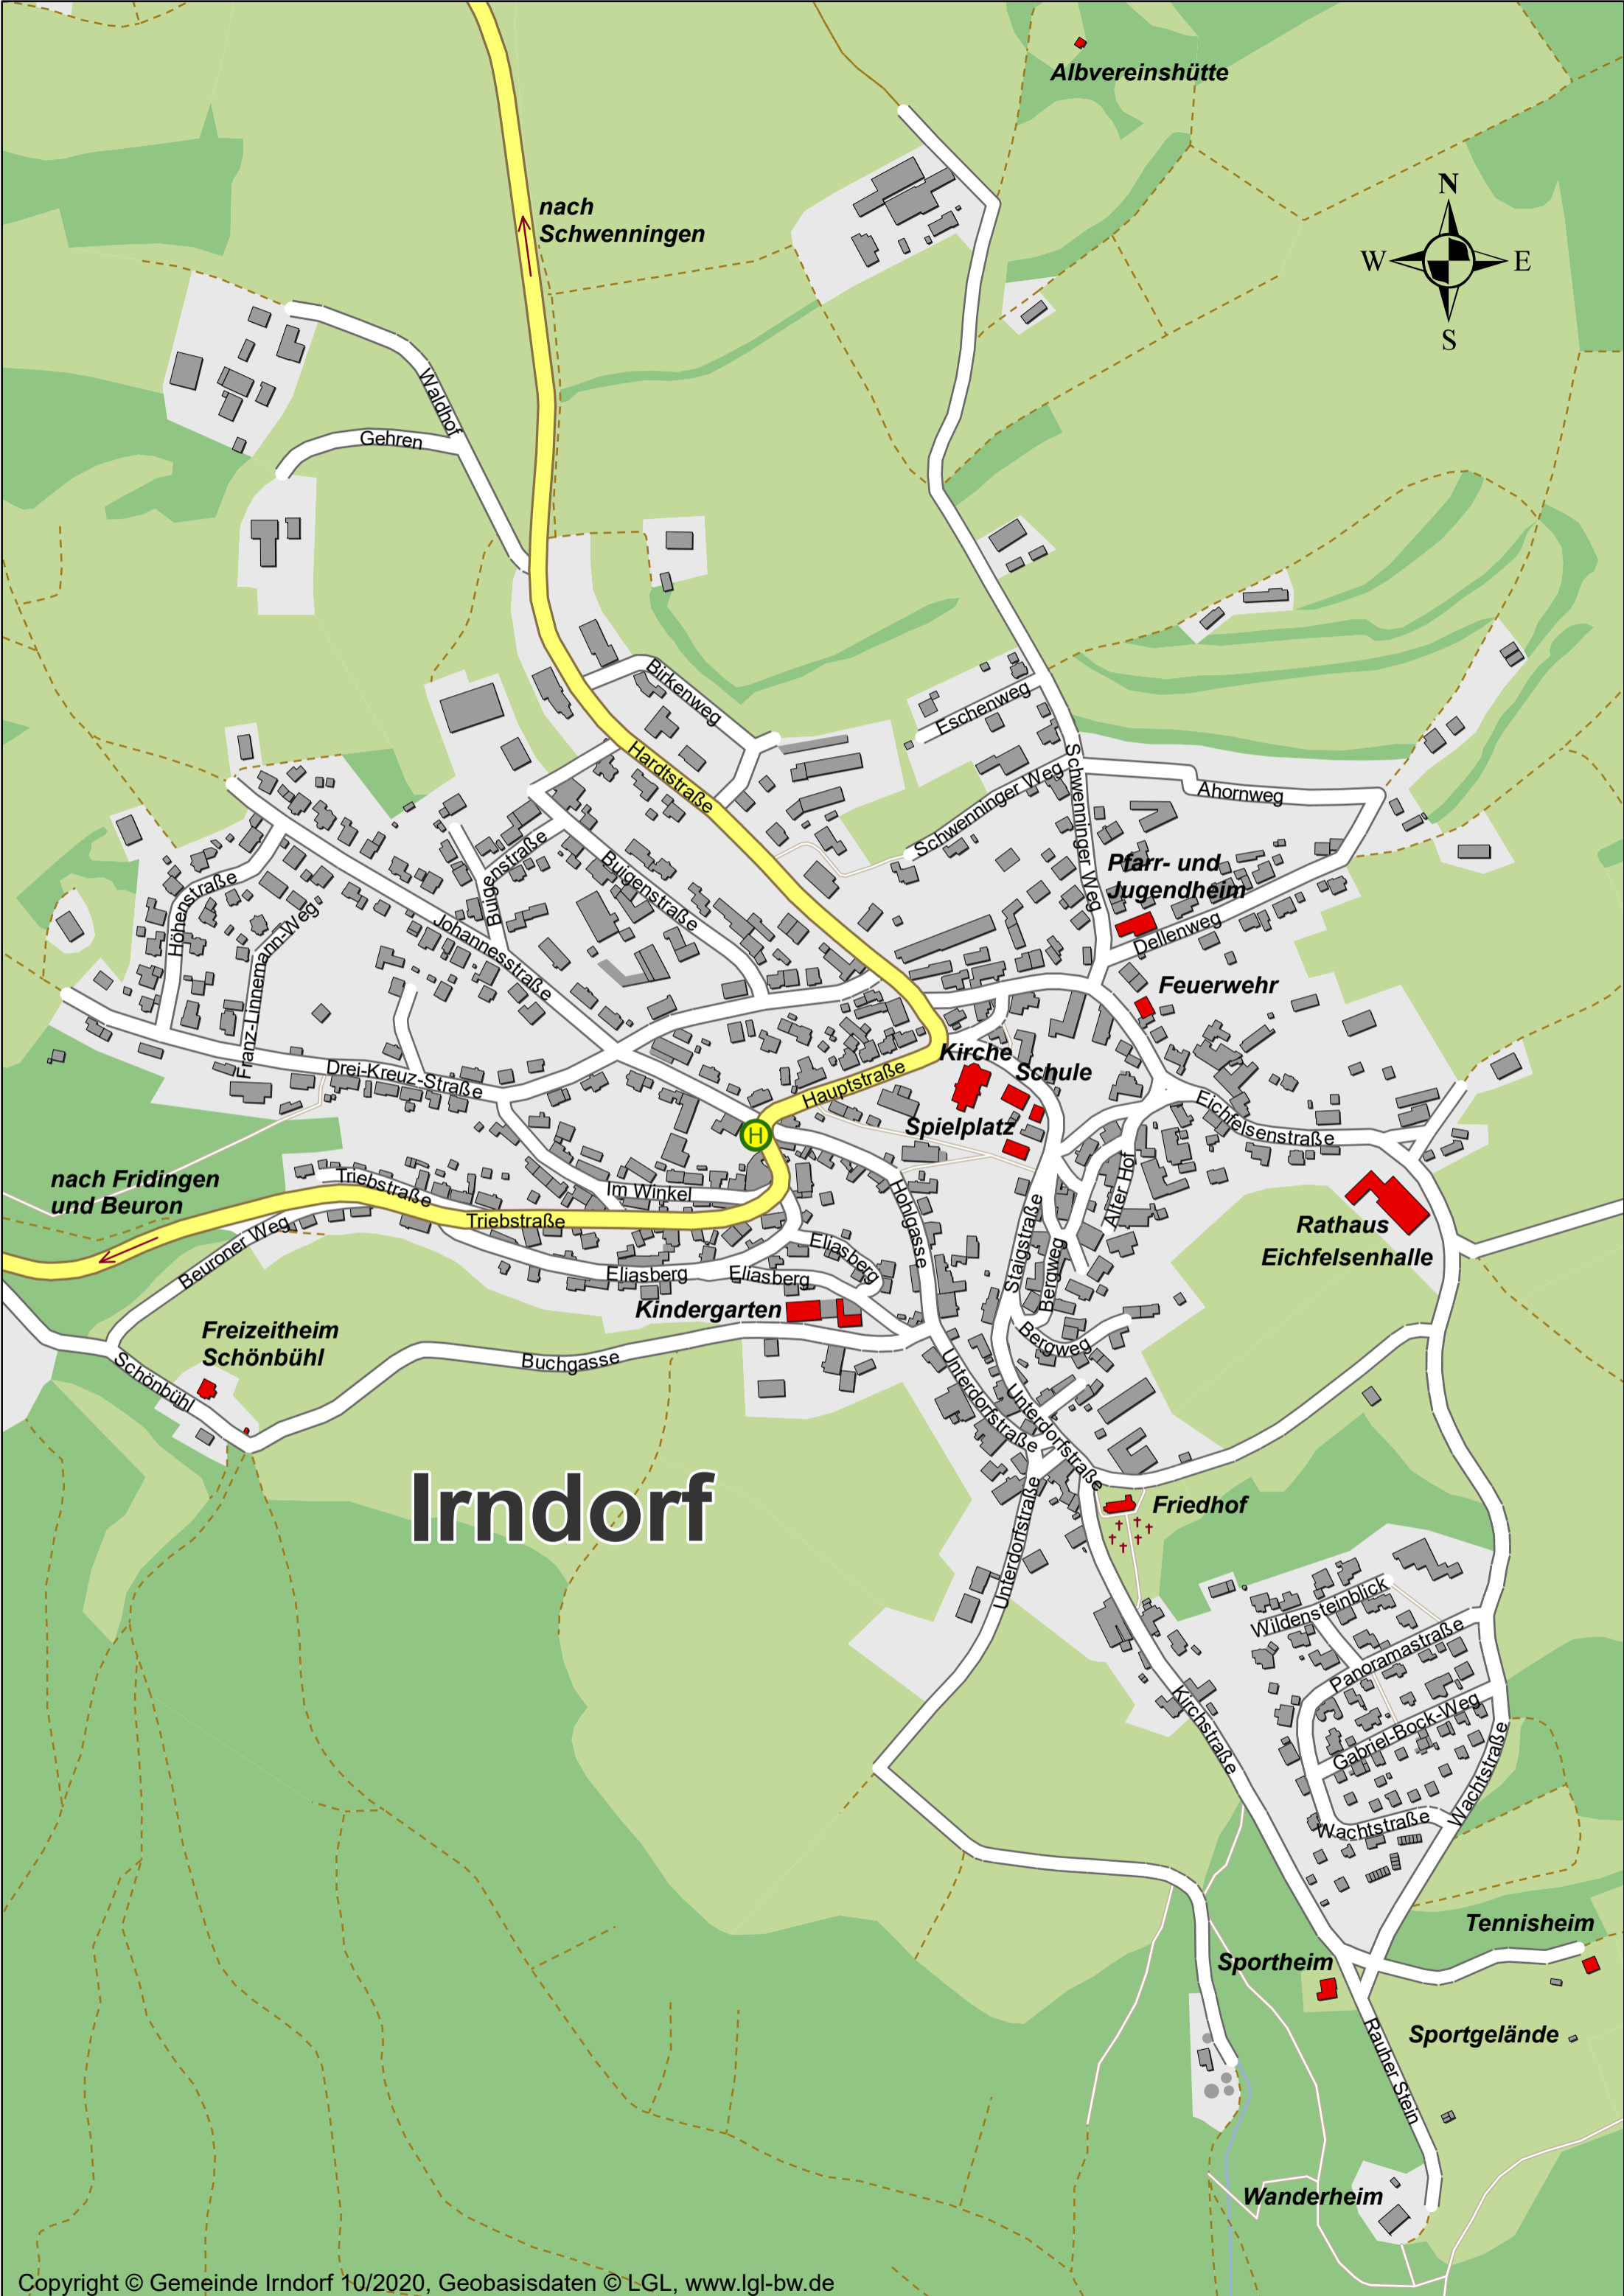 Albvereinshütte
N
W
E
S
nach
Schwenningen
Waldhof
Gehren
Birkenweg
Eschenweg
Hardtstraße
Schwenninger Weg
Schwenninger Weg
Ahornweg
Pfarr- und
Jugendheim
Dellenweg
Buigenstraße
Buigenstraße
Höhenstraße
Franz-Linnemann-Weg
Johannesstraße
Feuerwehr
Drei-Kreuz-Straße
Kirche
Schule
Hauptstraße
Spielplatz
Eichfelsenstraße
H
nach Fridingen
und Beuron
Triebstraße
Im Winkel
Triebstraße
Hohlgasse
Alter Hof
Staigstraße
Bergweg
Rathaus
Eichfelsenhalle
Beuroner Weg
Eliasberg
Eliasberg
Eliasberg
Kindergarten
Freizeitheim
Schönbühl
Schönbühl
Buchgasse
Bergweg
Unterdorfstraße
Unterdorfstraße
Unterdorfstraße
Irndorf
Friedhof
Wildensteinblick
Panoramastraße
Gabriel-Bock-Weg
Kirchstraße
Wachtstraße
Wachtstraße
Tennisheim
Sportheim
Sportgelände
Rauher Stein
Wanderheim
Copyright © Gemeinde Irndorf 10/2020, Geobasisdaten © LGL, www.lgl-bw.de